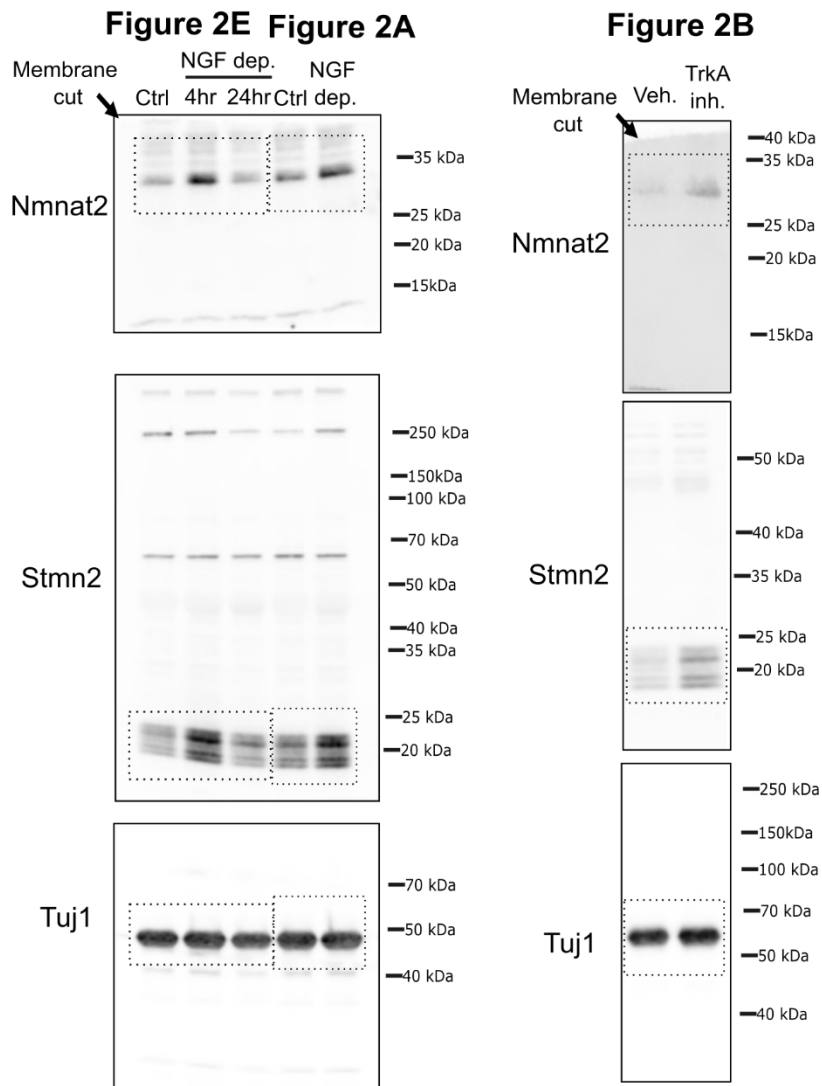 Figure 2E Figure 2A
NGF dep.
NGF
Membrane
cut
Ctrl 4hr 24hr Ctrl dep.
35 kDa
Nmnat2
25 kDa
20 kDa
15kDa
250 kDa
150kDa
100 kDa
70 kDa
Stmn2
50 kDa
40 kDa
35 kDa
25 kDa
20 kDa
70 kDa
Tuj1
50 kDa
40 kDa
Figure 2B
TrkA
Veh. inh.
Membrane
cut
40 kDa
35 kDa
Nmnat2
25 kDa
20 kDa
15kDa
50 kDa
40 kDa
Stmn2
35 kDa
25 kDa
20 kDa
250 kDa
150kDa
100 kDa
70 kDa
Tuj1
50 kDa
40 kDa